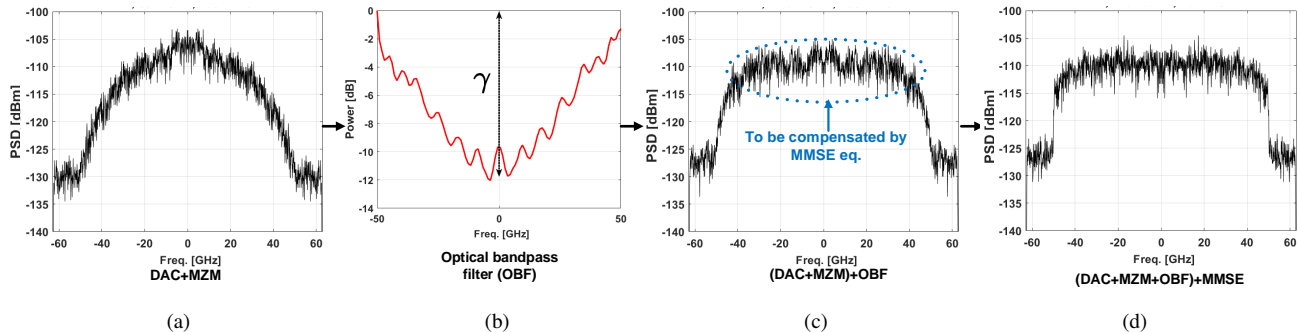 -100
-105
-110
-115
-120
-125
-130
-135
-140
PSD [dBm]
-60
-40
-20
0
20
40
60
Freq. [GHz]
DAC+MZM
(a)
0
-2
-4
-6
-8
-10
-12
-14
Power [dB]
γ
-50
0
50
Freq. [GHz]
Optical bandpass
filter (OBF)
(b)
-100
-105
-110
-115
-120
-125
-130
-135
-140
PSD [dBm]
To be compensated by
MMSE eq.
-60
-40
-20
0
20
40
60
Freq. [GHz]
(DAC+MZM)+OBF
(c)
-100
-105
-110
-115
-120
-125
-130
-135
-140
PSD [dBm]
-60
-40
-20
0
20
40
60
Freq. [GHz]
(DAC+MZM+OBF)+MMSE
(d)